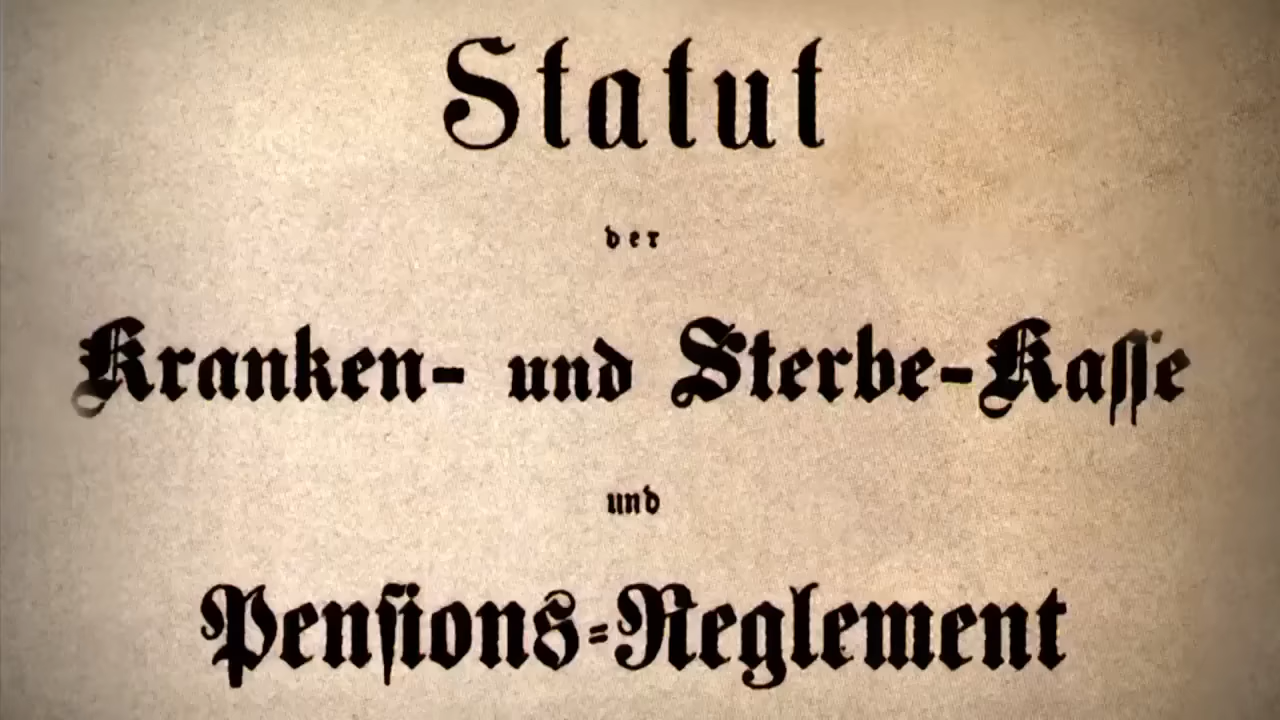 Statut
der
Kranken- und Sterbe-Kasse
und
Pensions-Reglement